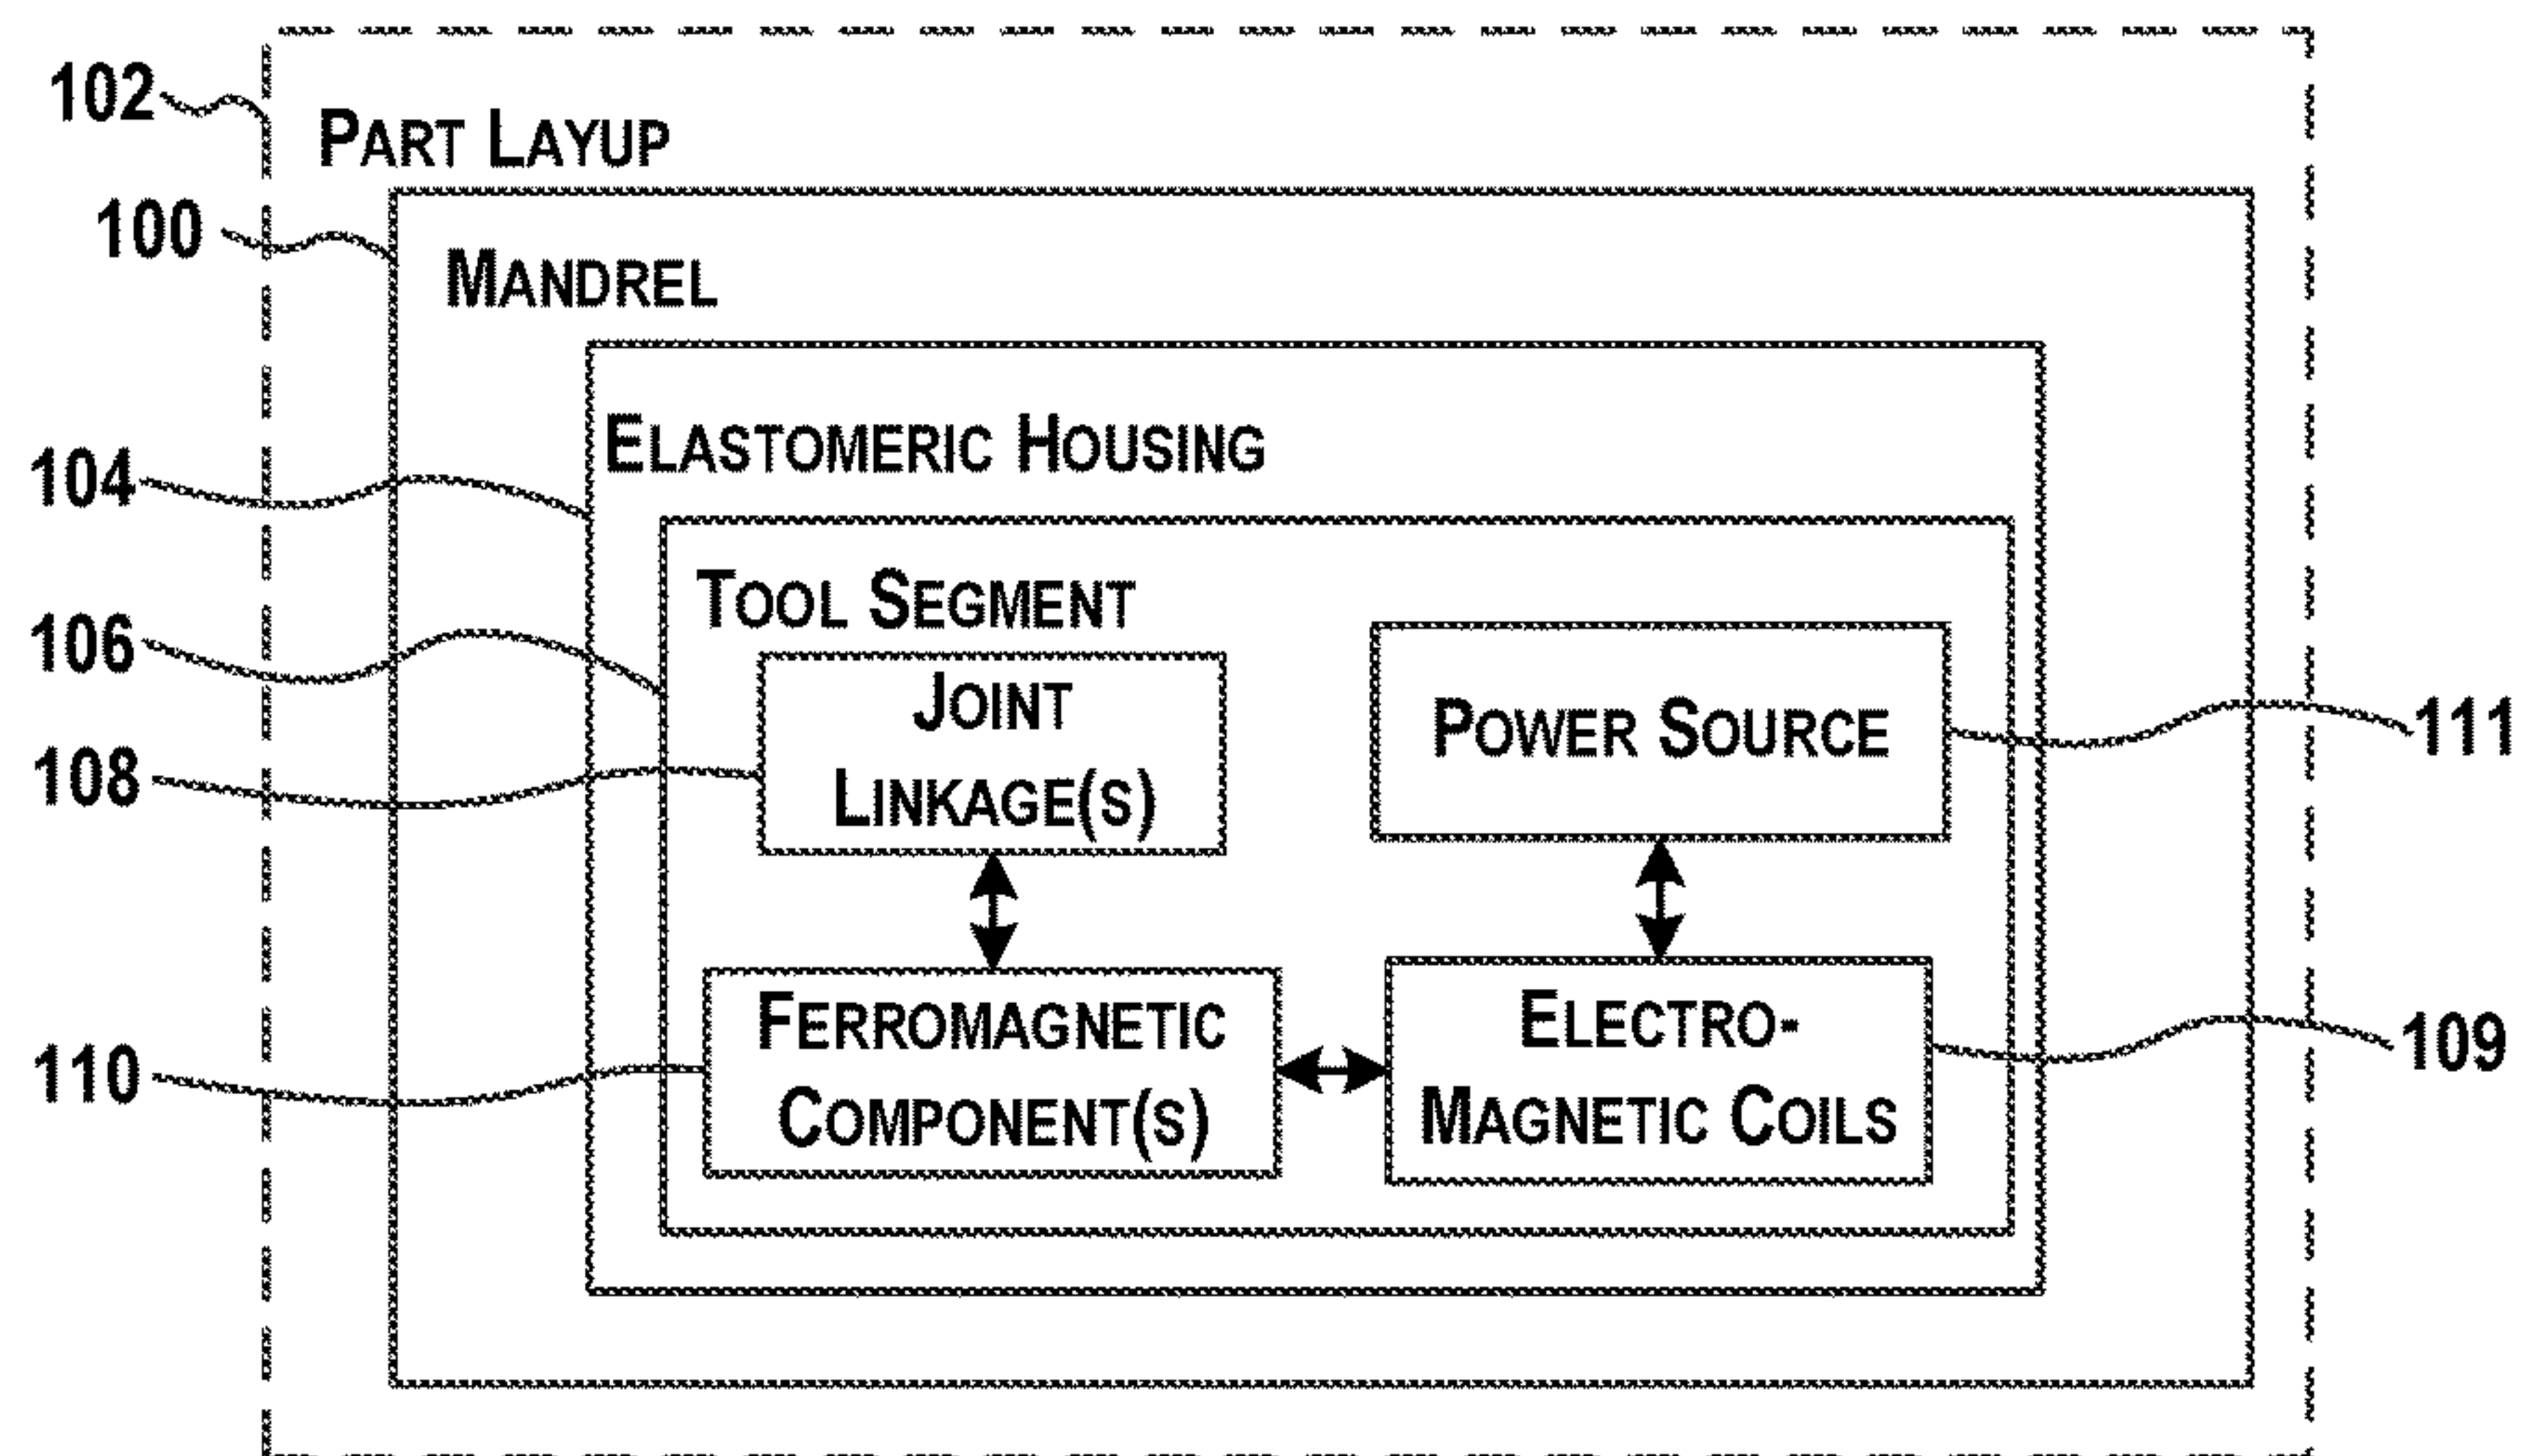 102
PART LAYUP
100
MANDREL
104
ELASTOMERIC HOUSING
106
TOOL SEGMENT
108
JOINT
LINKAGE(S)
POWER SOURCE
111
110
FERROMAGNETIC
COMPONENT(S)
ELECTRO-
MAGNETIC COILS
109